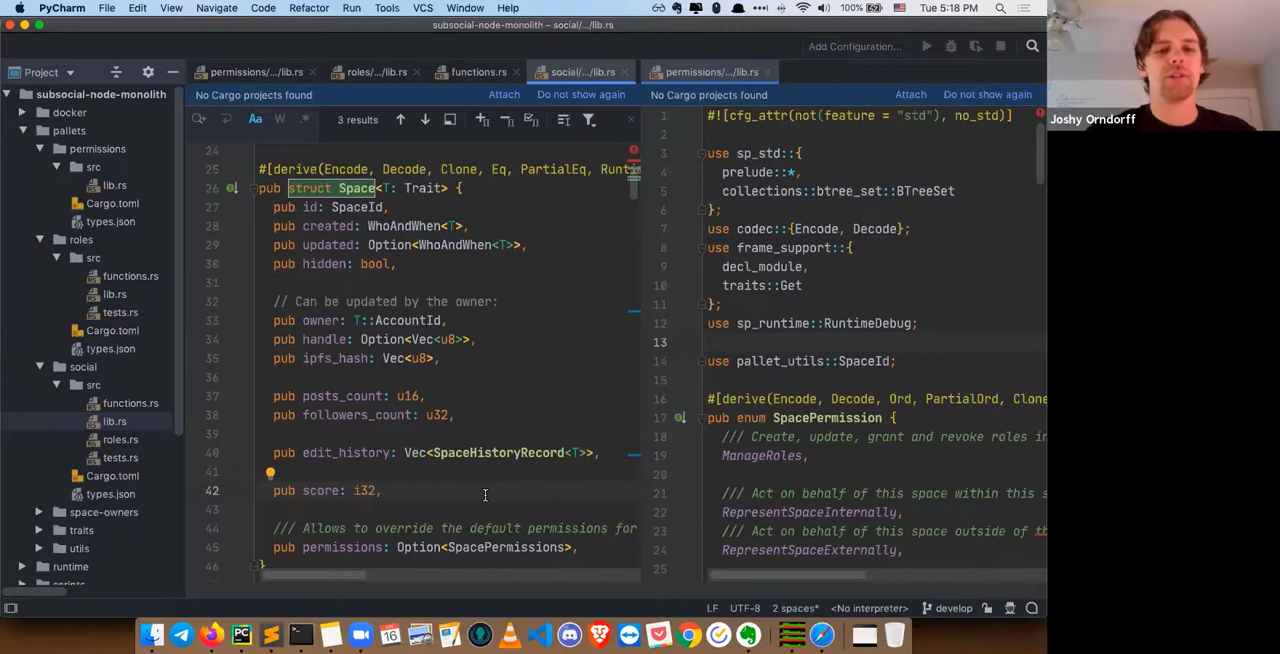 PyCharm File Edit View Navigate Code Refactor Run Tools VCS Window Help 100% Tue 5:18 PM
subsocial-node-monolith – social/.../lib.rs
Add Configuration...
Project permissions/.../lib.rs roles/.../lib.rs functions.rs social/.../lib.rs permissions/.../lib.rs
subsocial-node-monolith
docker
pallets
permissions
src
lib.rs
Cargo.toml
types.json
roles
src
functions.rs
lib.rs
tests.rs
Cargo.toml
types.json
social
src
functions.rs
lib.rs
roles.rs
tests.rs
Cargo.toml
types.json
space-owners
traits
utils
runtime
scripts
No Cargo projects found Attach Do not show again
Aa W .* 3 results
24
25 #[derive(Encode, Decode, Clone, Eq, PartialEq, Runti
26 pub struct Space<T: Trait> {
27 pub id: SpaceId,
28 pub created: WhoAndWhen<T>,
29 pub updated: Option<WhoAndWhen<T>>,
30 pub hidden: bool,
31
32 // Can be updated by the owner:
33 pub owner: T::AccountId,
34 pub handle: Option<Vec<u8>>,
35 pub ipfs_hash: Vec<u8>,
36
37 pub posts_count: u16,
38 pub followers_count: u32,
39
40 pub edit_history: Vec<SpaceHistoryRecord<T>>,
41
42 pub score: i32,
43
44 /// Allows to override the default permissions for
45 pub permissions: Option<SpacePermissions>,
46 }
No Cargo projects found Attach Do not show again
1 #![cfg_attr(not(feature = "std"), no_std)]
2
3 use sp_std::{
4 prelude::*,
5 collections::btree_set::BTreeSet
6 };
7 use codec::{Encode, Decode};
8 use frame_support::{
9 decl_module,
10 traits::Get
11 };
12 use sp_runtime::RuntimeDebug;
13
14 use pallet_utils::SpaceId;
15
16 #[derive(Encode, Decode, Ord, PartialOrd, Clone
17 pub enum SpacePermission {
18 /// Create, update, grant and revoke roles in
19 ManageRoles,
20
21 /// Act on behalf of this space within this s
22 RepresentSpaceInternally,
23 /// Act on behalf of this space outside of th
24 RepresentSpaceExternally,
25
LF UTF-8 2 spaces* <No interpreter> develop
PC
16
Joshy Orndorff